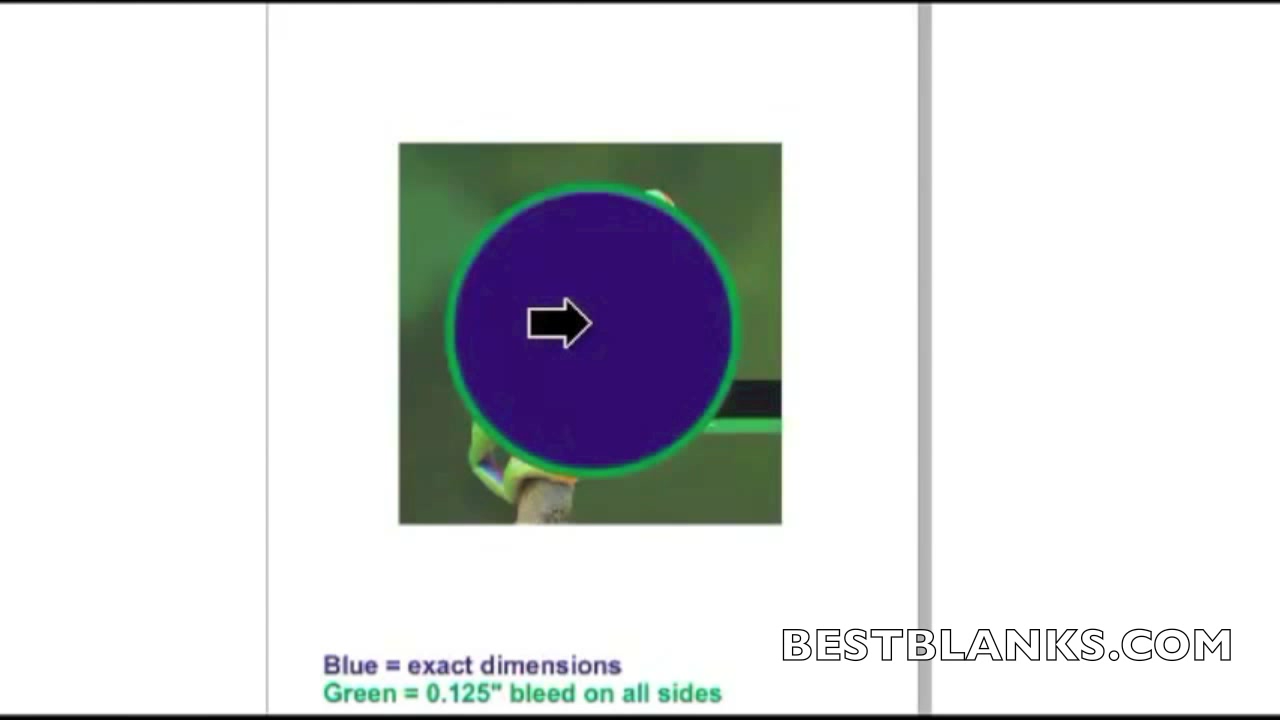 BESTBLANKS.COM
Blue = exact dimensions
Green = 0.125" bleed on all sides